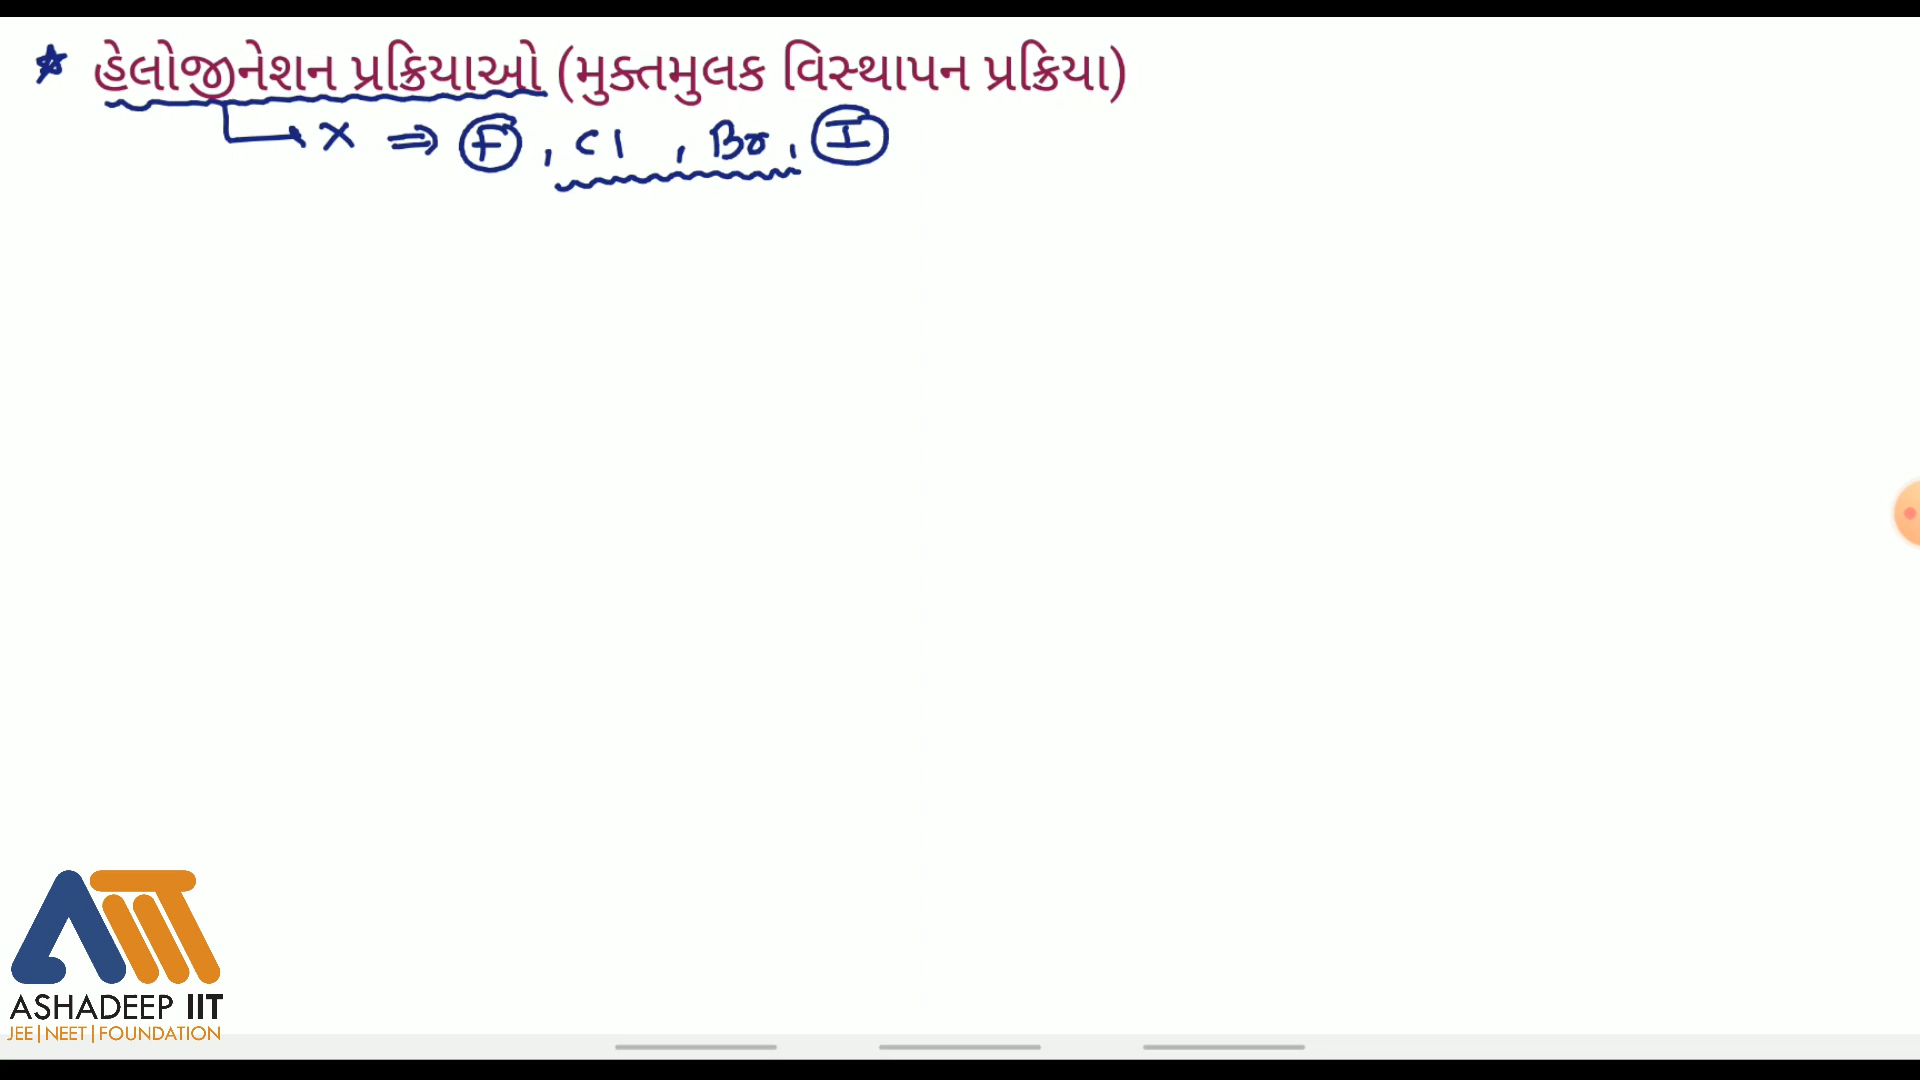 ☆ હેલોજીનેશન પ્રક્રિયાઓ (મુક્તમુલક વિસ્થાપન પ્રક્રિયા)
→ X ⇒ F, Cl, Br, I
ASHADEEP IIT
JEE|NEET|FOUNDATION